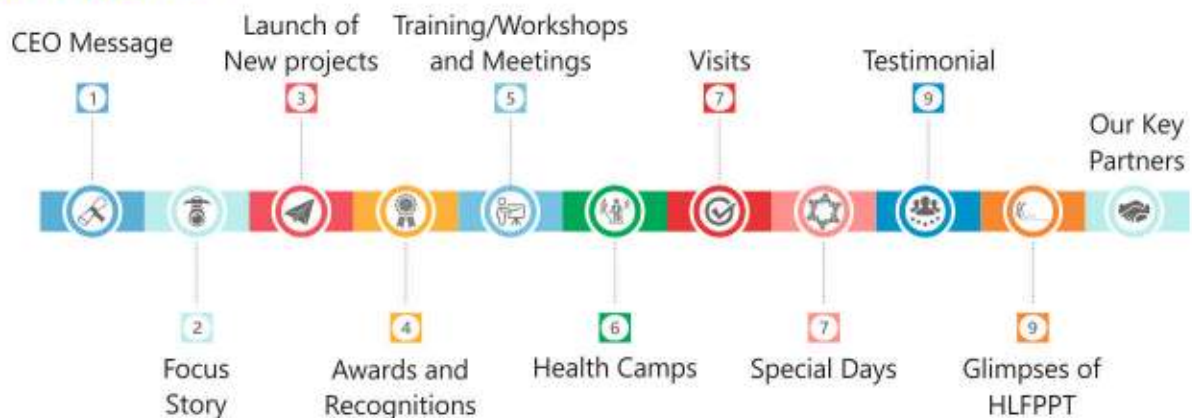 CEO Message
1
Launch of
New projects
3
Training/Workshops
and Meetings
5
Visits
7
Testimonial
9
Our Key
Partners
2
Focus
Story
4
Awards and
Recognitions
6
Health Camps
7
Special Days
9
Glimpses of
HLFPPT